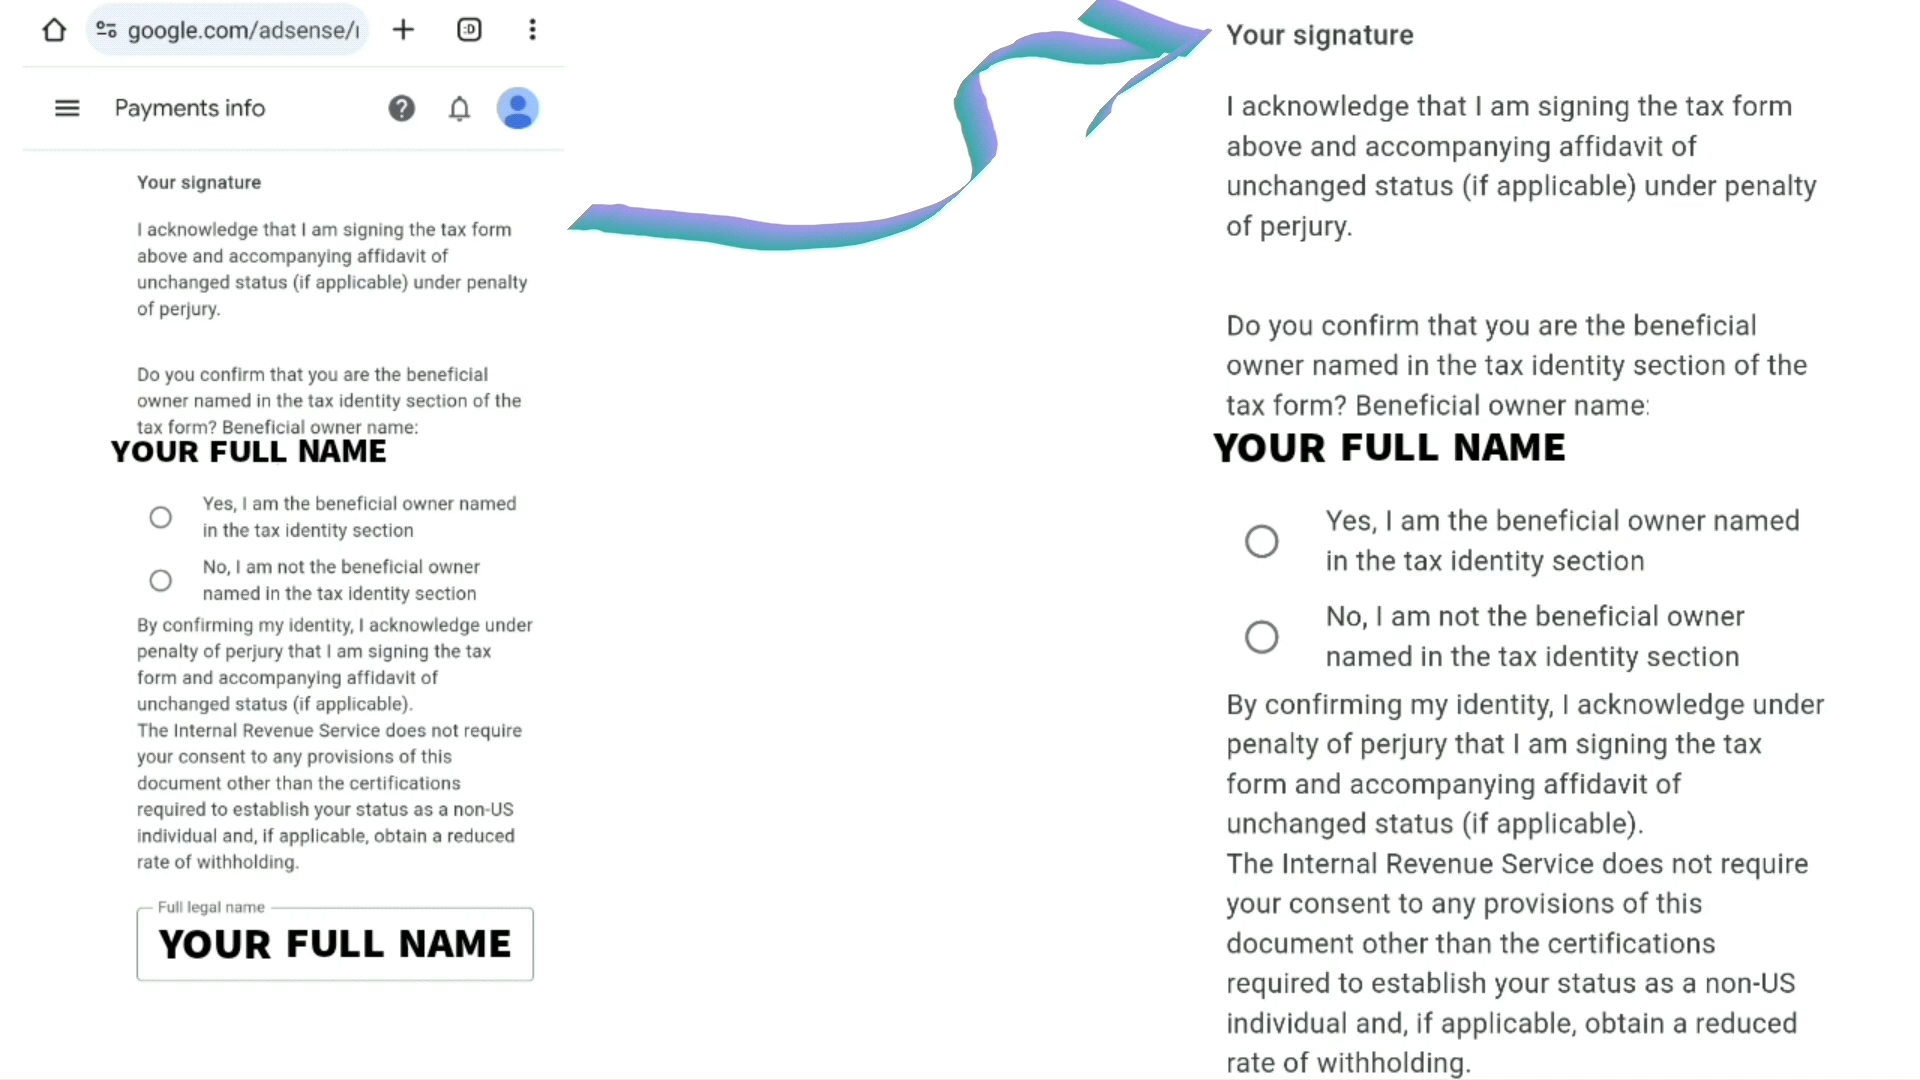 google.com/adsense/
Payments info
Your signature
I acknowledge that I am signing the tax form
above and accompanying affidavit of
unchanged status (if applicable) under penalty
of perjury.
Do you confirm that you are the beneficial
owner named in the tax identity section of the
tax form? Beneficial owner name:
YOUR FULL NAME
Yes, I am the beneficial owner named
in the tax identity section
No, I am not the beneficial owner
named in the tax identity section
By confirming my identity, I acknowledge under
penalty of perjury that I am signing the tax
form and accompanying affidavit of
unchanged status (if applicable).
The Internal Revenue Service does not require
your consent to any provisions of this
document other than the certifications
required to establish your status as a non-US
individual and, if applicable, obtain a reduced
rate of withholding.
Full legal name
YOUR FULL NAME
Your signature
I acknowledge that I am signing the tax form
above and accompanying affidavit of
unchanged status (if applicable) under penalty
of perjury.
Do you confirm that you are the beneficial
owner named in the tax identity section of the
tax form? Beneficial owner name:
YOUR FULL NAME
Yes, I am the beneficial owner named
in the tax identity section
No, I am not the beneficial owner
named in the tax identity section
By confirming my identity, I acknowledge under
penalty of perjury that I am signing the tax
form and accompanying affidavit of
unchanged status (if applicable).
The Internal Revenue Service does not require
your consent to any provisions of this
document other than the certifications
required to establish your status as a non-US
individual and, if applicable, obtain a reduced
rate of withholding.